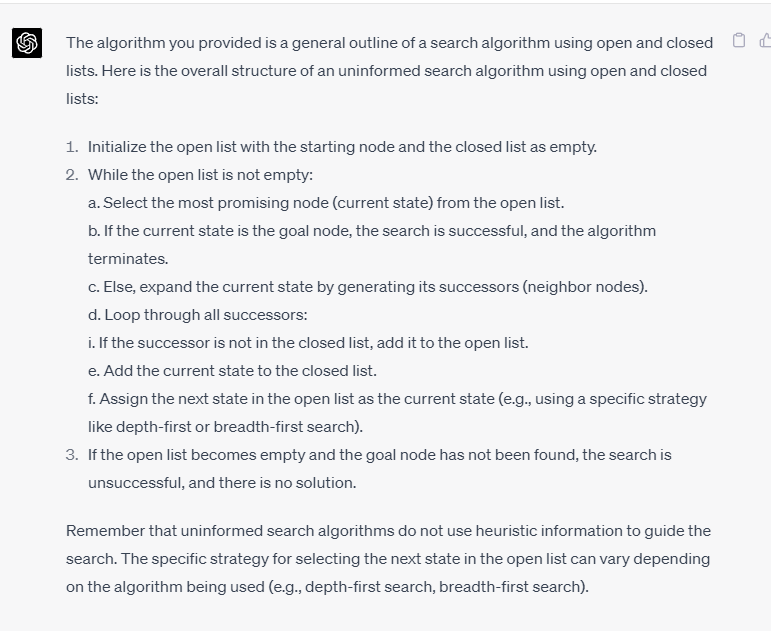 The algorithm you provided is a general outline of a search algorithm using open and closed
lists. Here is the overall structure of an uninformed search algorithm using open and closed
lists:
1. Initialize the open list with the starting node and the closed list as empty.
2. While the open list is not empty:
a. Select the most promising node (current state) from the open list.
b. If the current state is the goal node, the search is successful, and the algorithm
terminates.
c. Else, expand the current state by generating its successors (neighbor nodes).
d. Loop through all successors:
i. If the successor is not in the closed list, add it to the open list.
e. Add the current state to the closed list.
f. Assign the next state in the open list as the current state (e.g., using a specific strategy
like depth-first or breadth-first search).
3. If the open list becomes empty and the goal node has not been found, the search is
unsuccessful, and there is no solution.
Remember that uninformed search algorithms do not use heuristic information to guide the
search. The specific strategy for selecting the next state in the open list can vary depending
on the algorithm being used (e.g., depth-first search, breadth-first search).